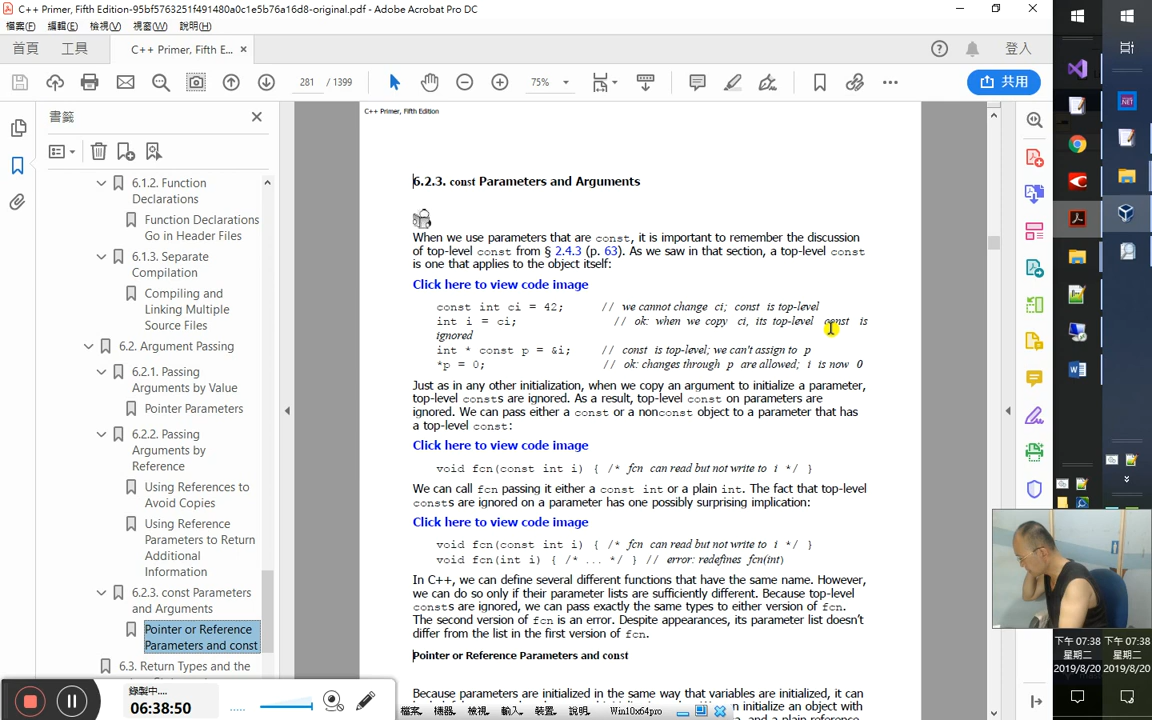 C++ Primer, Fifth Edition-95bf5763251f491480a0c1e5b76a16d8-original.pdf - Adobe Acrobat Pro DC
檔案(F) 編輯(E) 檢視(V) 視窗(W) 說明(H)
首頁 工具 C++ Primer, Fifth E... × 登入
281 / 1399 75% 共用
書籤
6.1.2. Function
Declarations
Function Declarations
Go in Header Files
6.1.3. Separate
Compilation
Compiling and
Linking Multiple
Source Files
6.2. Argument Passing
6.2.1. Passing
Arguments by Value
Pointer Parameters
6.2.2. Passing
Arguments by
Reference
Using References to
Avoid Copies
Using Reference
Parameters to Return
Additional
Information
6.2.3. const Parameters
and Arguments
Pointer or Reference
Parameters and const
6.3. Return Types and the
C++ Primer, Fifth Edition
6.2.3. const Parameters and Arguments
When we use parameters that are const, it is important to remember the discussion
of top-level const from § 2.4.3 (p. 63). As we saw in that section, a top-level const
is one that applies to the object itself:
Click here to view code image
const int ci = 42; // we cannot change ci; const is top-level
int i = ci; // ok: when we copy ci, its top-level const is
ignored
int * const p = &i; // const is top-level; we can't assign to p
*p = 0; // ok: changes through p are allowed; i is now 0
Just as in any other initialization, when we copy an argument to initialize a parameter,
top-level consts are ignored. As a result, top-level const on parameters are
ignored. We can pass either a const or a nonconst object to a parameter that has
a top-level const:
Click here to view code image
void fcn(const int i) { /* fcn can read but not write to i */ }
We can call fcn passing it either a const int or a plain int. The fact that top-level
consts are ignored on a parameter has one possibly surprising implication:
Click here to view code image
void fcn(const int i) { /* fcn can read but not write to i */ }
void fcn(int i) { /* ... */ } // error: redefines fcn(int)
In C++, we can define several different functions that have the same name. However,
we can do so only if their parameter lists are sufficiently different. Because top-level
consts are ignored, we can pass exactly the same types to either version of fcn.
The second version of fcn is an error. Despite appearances, its parameter list doesn't
differ from the list in the first version of fcn.
Pointer or Reference Parameters and const
Because parameters are initialized in the same way that variables are initialized, it can
initialize an object with
a, and a plain reference
錄製中....
06:38:50
檔案 機器 檢視 輸入 裝置 說明 Win10x64pro
.NET
下午 07:38 下午 07:38
星期二 星期二
2019/8/20 2019/8/20